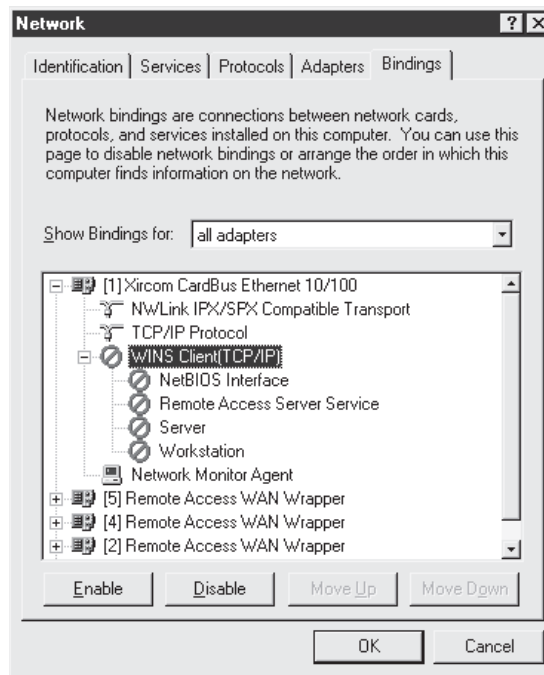 Network
? X
Identification Services Protocols Adapters Bindings
Network bindings are connections between network cards,
protocols, and services installed on this computer. You can use this
page to disable network bindings or arrange the order in which this
computer finds information on the network.
Show Bindings for: all adapters
[1] Xircom CardBus Ethernet 10/100
NWLink IPX/SPX Compatible Transport
TCP/IP Protocol
WINS Client(TCP/IP)
NetBIOS Interface
Remote Access Server Service
Server
Workstation
Network Monitor Agent
[5] Remote Access WAN Wrapper
[4] Remote Access WAN Wrapper
[2] Remote Access WAN Wrapper
Enable Disable Move Up Move Down
OK Cancel